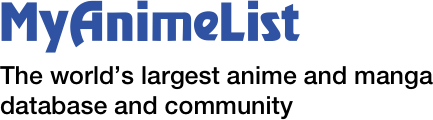 MyAnimeList
The world’s largest anime and manga
database and community